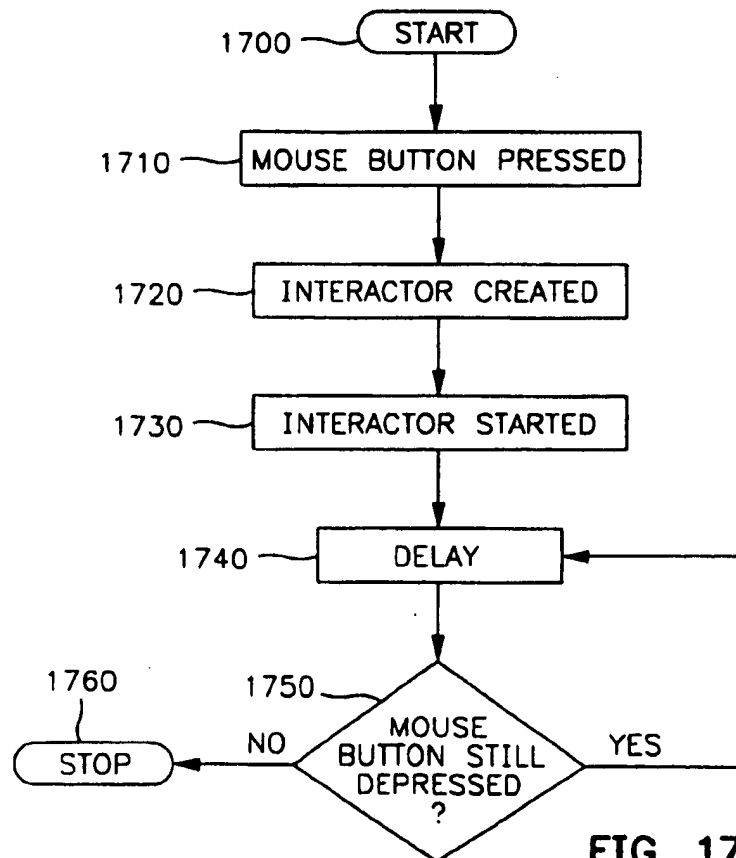 1700
START
1710
MOUSE BUTTON PRESSED
1720
INTERACTOR CREATED
1730
INTERACTOR STARTED
1740
DELAY
1760
1750
STOP
NO
MOUSE
BUTTON STILL
DEPRESSED
?
YES
FIG. 17